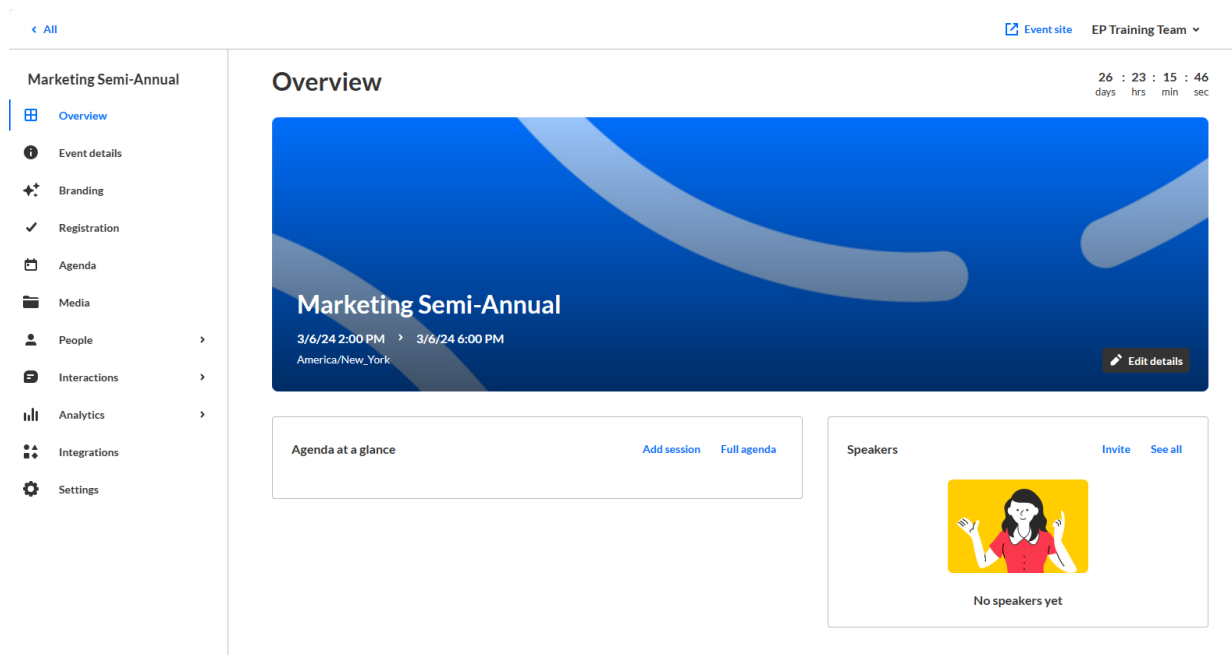 All
Event site
EP Training Team
Marketing Semi-Annual
Overview
Event details
Branding
Registration
Agenda
Media
People
Interactions
Analytics
Integrations
Settings
Overview
26 : 23 : 15 : 46
days hrs min sec
Marketing Semi-Annual
3/6/24 2:00 PM > 3/6/24 6:00 PM
America/New_York
Edit details
Agenda at a glance
Add session
Full agenda
Speakers
Invite
See all
No speakers yet